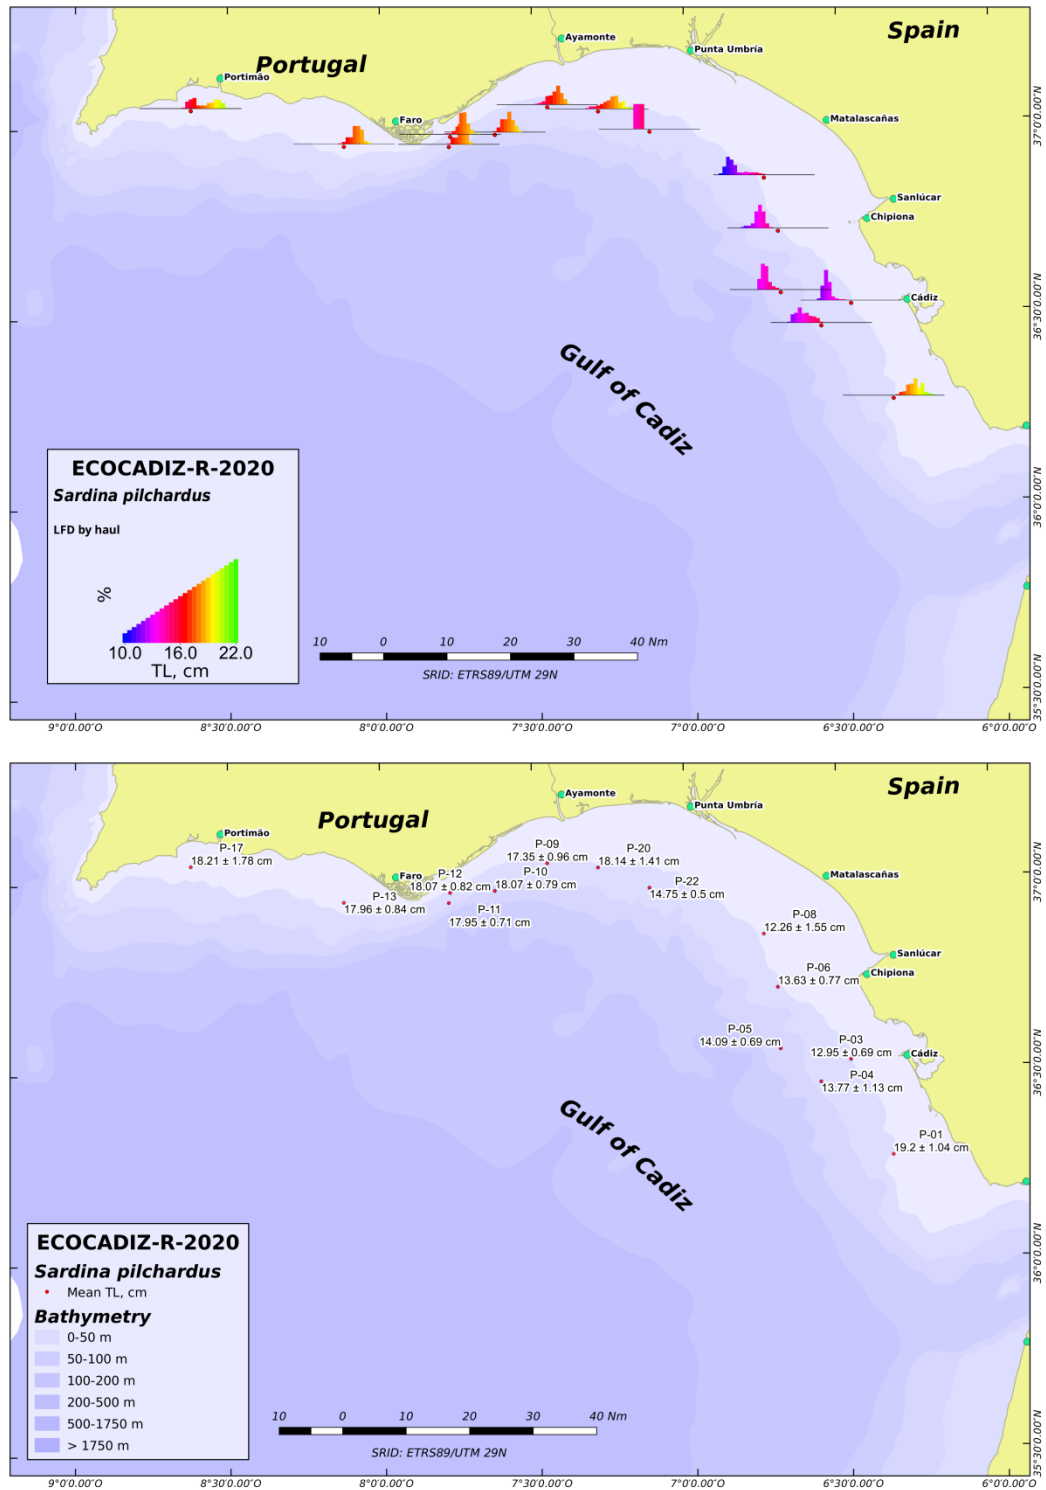 Spain
Ayamonte
Punta Umbría
Portugal
Portimão
Faro
Matalascañas
37°0'0.00"N
Sanlúcar
Chipiona
Cádiz
36°30'0.00"N
Gulf of Cadiz
ECOCADIZ-R-2020
Sardina pilchardus
LFD by haul
%
10.0 16.0 22.0
TL, cm
36°0'0.00"N
10 0 10 20 30 40 Nm
SRID: ETRS89/UTM 29N
35°30'0.00"N
9°0'0.00"O 8°30'0.00"O 8°0'0.00"O 7°30'0.00"O 7°0'0.00"O 6°30'0.00"O 6°0'0.00"O
Spain
Ayamonte
Punta Umbría
Portugal
Portimão
P-17
18.21 ± 1.78 cm
P-09
17.35 ± 0.96 cm
P-20
18.14 ± 1.41 cm
Faro
P-12
18.07 ± 0.82 cm
P-10
18.07 ± 0.79 cm
P-22
14.75 ± 0.5 cm
Matalascañas
37°0'0.00"N
P-13
17.96 ± 0.84 cm
P-11
17.95 ± 0.71 cm
P-08
12.26 ± 1.55 cm
Sanlúcar
Chipiona
P-06
13.63 ± 0.77 cm
P-05
14.09 ± 0.69 cm
P-03
12.95 ± 0.69 cm
Cádiz
P-04
13.77 ± 1.13 cm
36°30'0.00"N
Gulf of Cadiz
P-01
19.2 ± 1.04 cm
ECOCADIZ-R-2020
Sardina pilchardus
Mean TL, cm
Bathymetry
0-50 m
50-100 m
100-200 m
200-500 m
500-1750 m
> 1750 m
36°0'0.00"N
10 0 10 20 30 40 Nm
SRID: ETRS89/UTM 29N
35°30'0.00"N
9°0'0.00"O 8°30'0.00"O 8°0'0.00"O 7°30'0.00"O 7°0'0.00"O 6°30'0.00"O 6°0'0.00"O